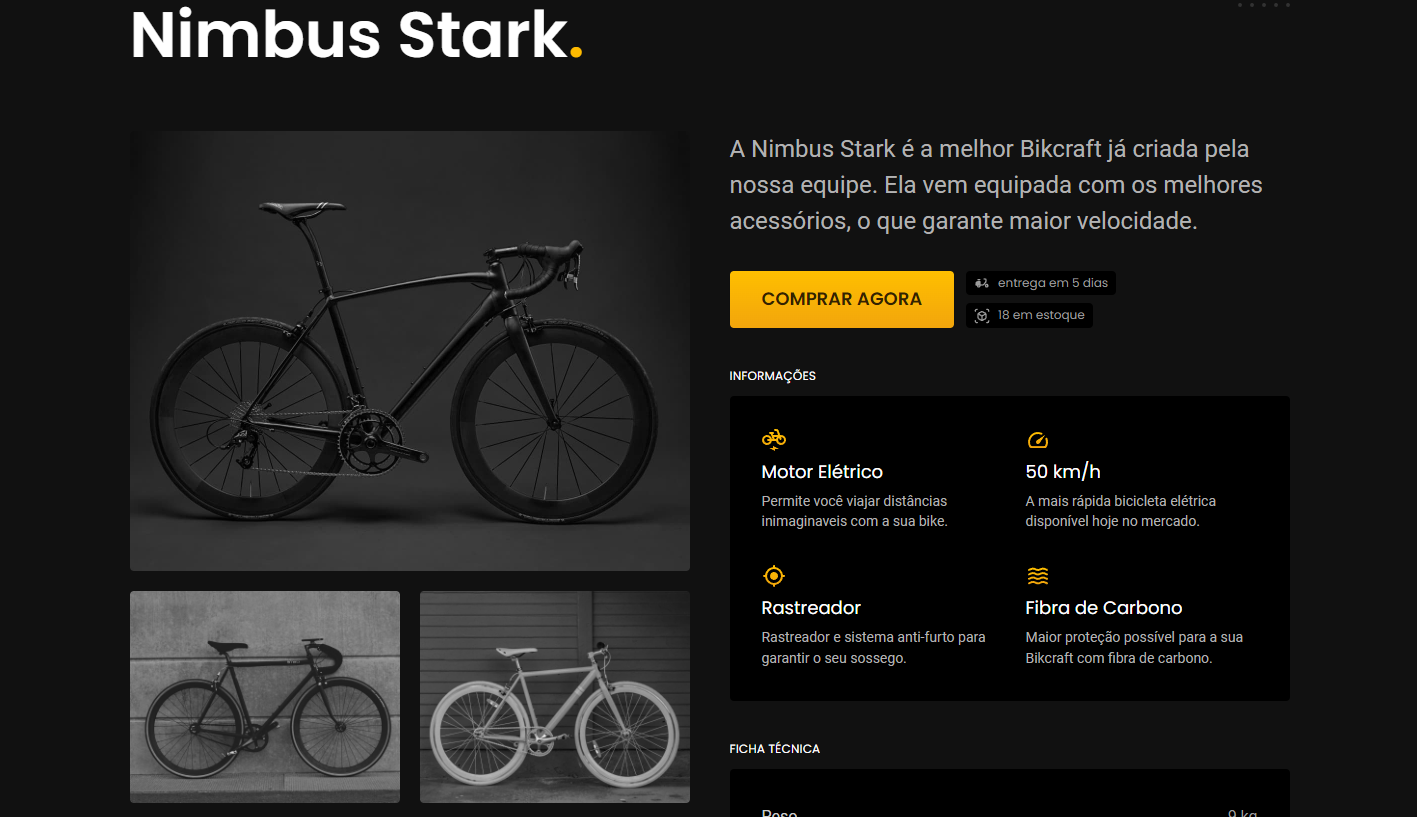 Nimbus Stark.
A Nimbus Stark é a melhor Bikcraft já criada pela
nossa equipe. Ela vem equipada com os melhores
acessórios, o que garante maior velocidade.
COMPRAR AGORA
entrega em 5 dias
18 em estoque
INFORMAÇÕES
Motor Elétrico
Permite você viajar distâncias
inimaginaveis com a sua bike.
50 km/h
A mais rápida bicicleta elétrica
disponível hoje no mercado.
Rastreador
Rastreador e sistema anti-furto para
garantir o seu sossego.
Fibra de Carbono
Maior proteção possível para a sua
Bikcraft com fibra de carbono.
FICHA TÉCNICA
Peso
9 kg